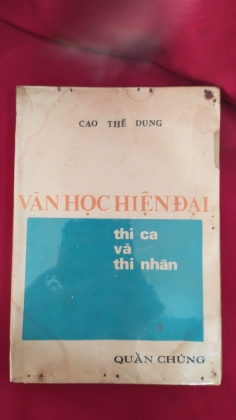 CAO THẾ DUNG
VĂN HỌC HIỆN ĐẠI
thi ca
và
thi nhân
QUẦN CHÚNG